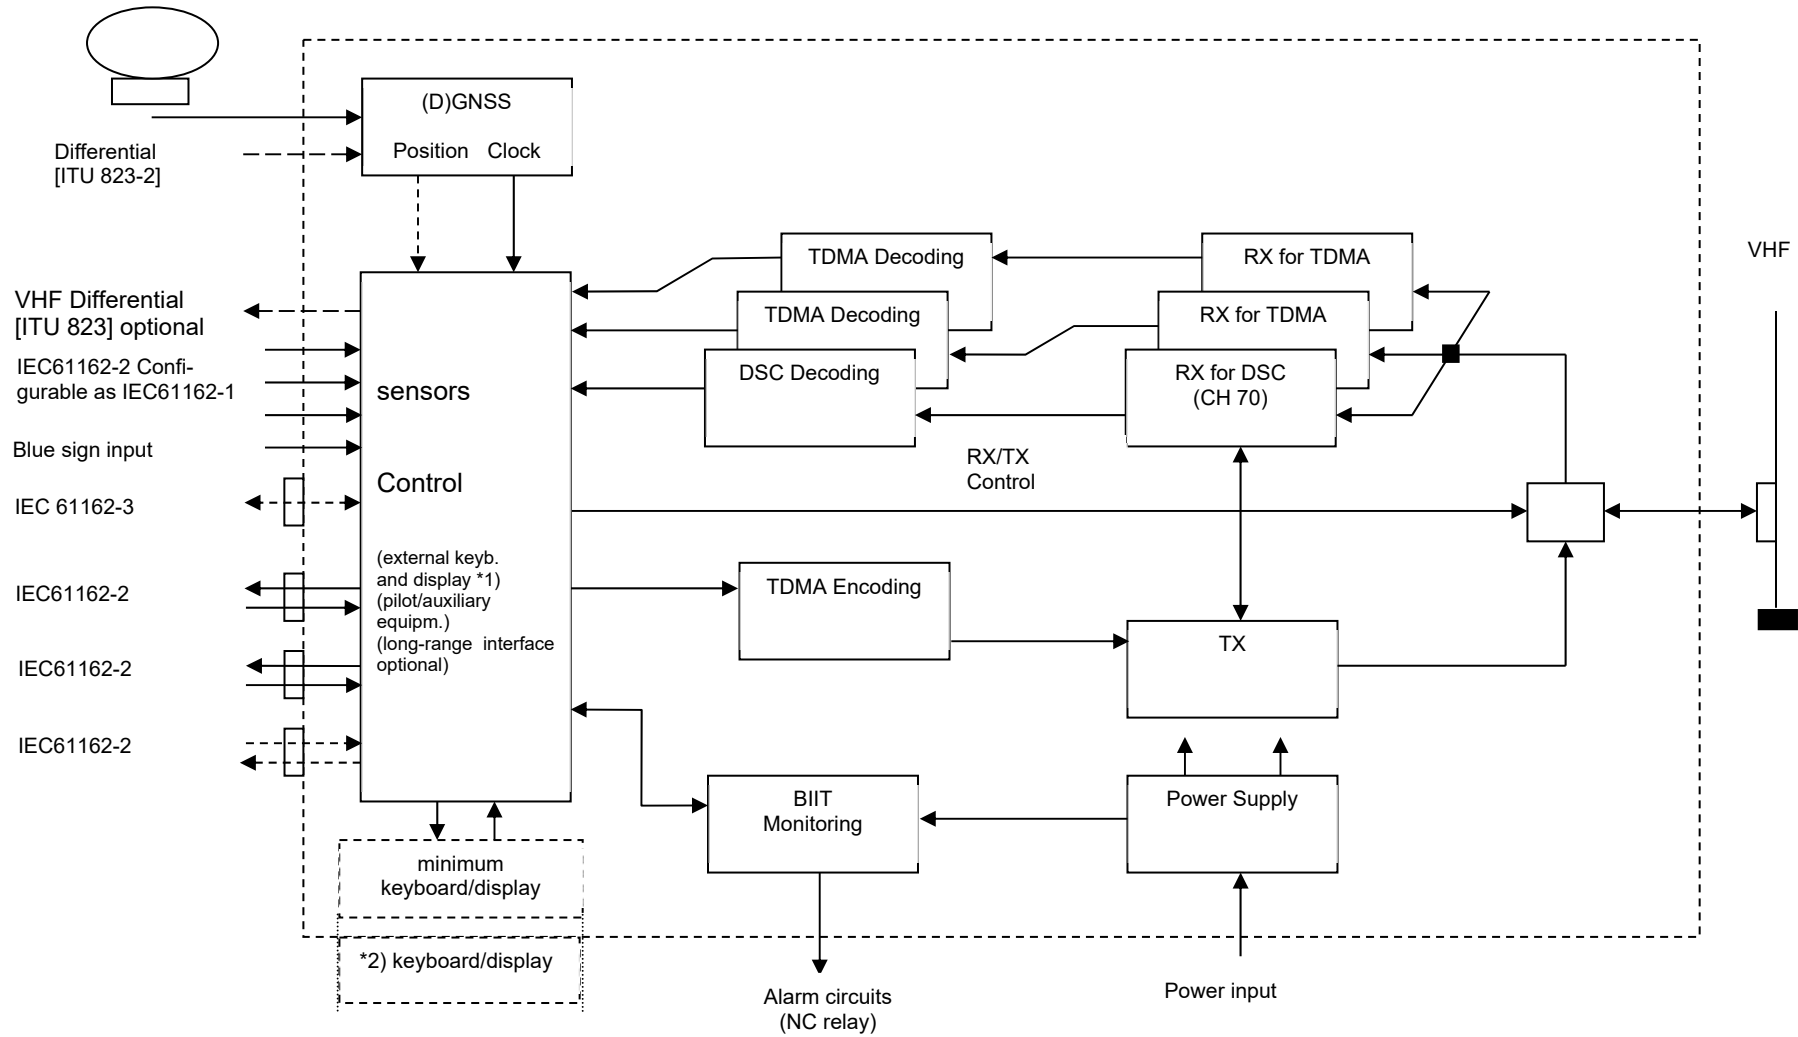 (D)GNSS
Position Clock
Differential
[ITU 823-2]
VHF Differential
[ITU 823] optional
IEC61162-2 Confi-
gurable as IEC61162-1
Blue sign input
IEC 61162-3
IEC61162-2
IEC61162-2
IEC61162-2
sensors
Control
(external keyb.
and display *1)
(pilot/auxiliary
equipm.)
(long-range interface
optional)
minimum
keyboard/display
*2) keyboard/display
TDMA Decoding
TDMA Decoding
DSC Decoding
RX for TDMA
RX for TDMA
RX for DSC
(CH 70)
RX/TX
Control
TDMA Encoding
TX
BIIT
Monitoring
Power Supply
Alarm circuits
(NC relay)
Power input
VHF